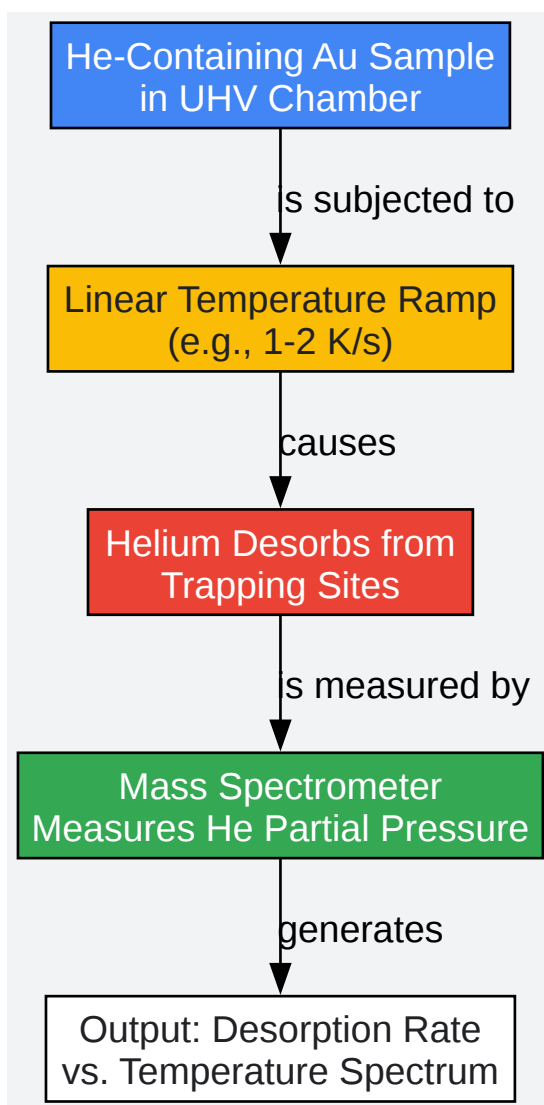 He-Containing Au Sample
in UHV Chamber
is subjected to
Linear Temperature Ramp
(e.g., 1-2 K/s)
causes
Helium Desorbs from
Trapping Sites
is measured by
Mass Spectrometer
Measures He Partial Pressure
generates
Output: Desorption Rate
vs. Temperature Spectrum